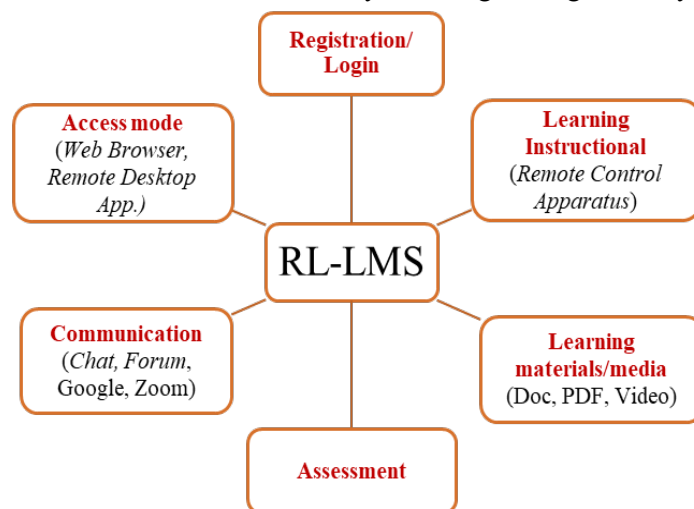 Registration/
Login
Access mode
(Web Browser,
Remote Desktop
App.)
Learning
Instructional
(Remote Control
Apparatus)
RL-LMS
Communication
(Chat, Forum,
Google, Zoom)
Learning
materials/media
(Doc, PDF, Video)
Assessment